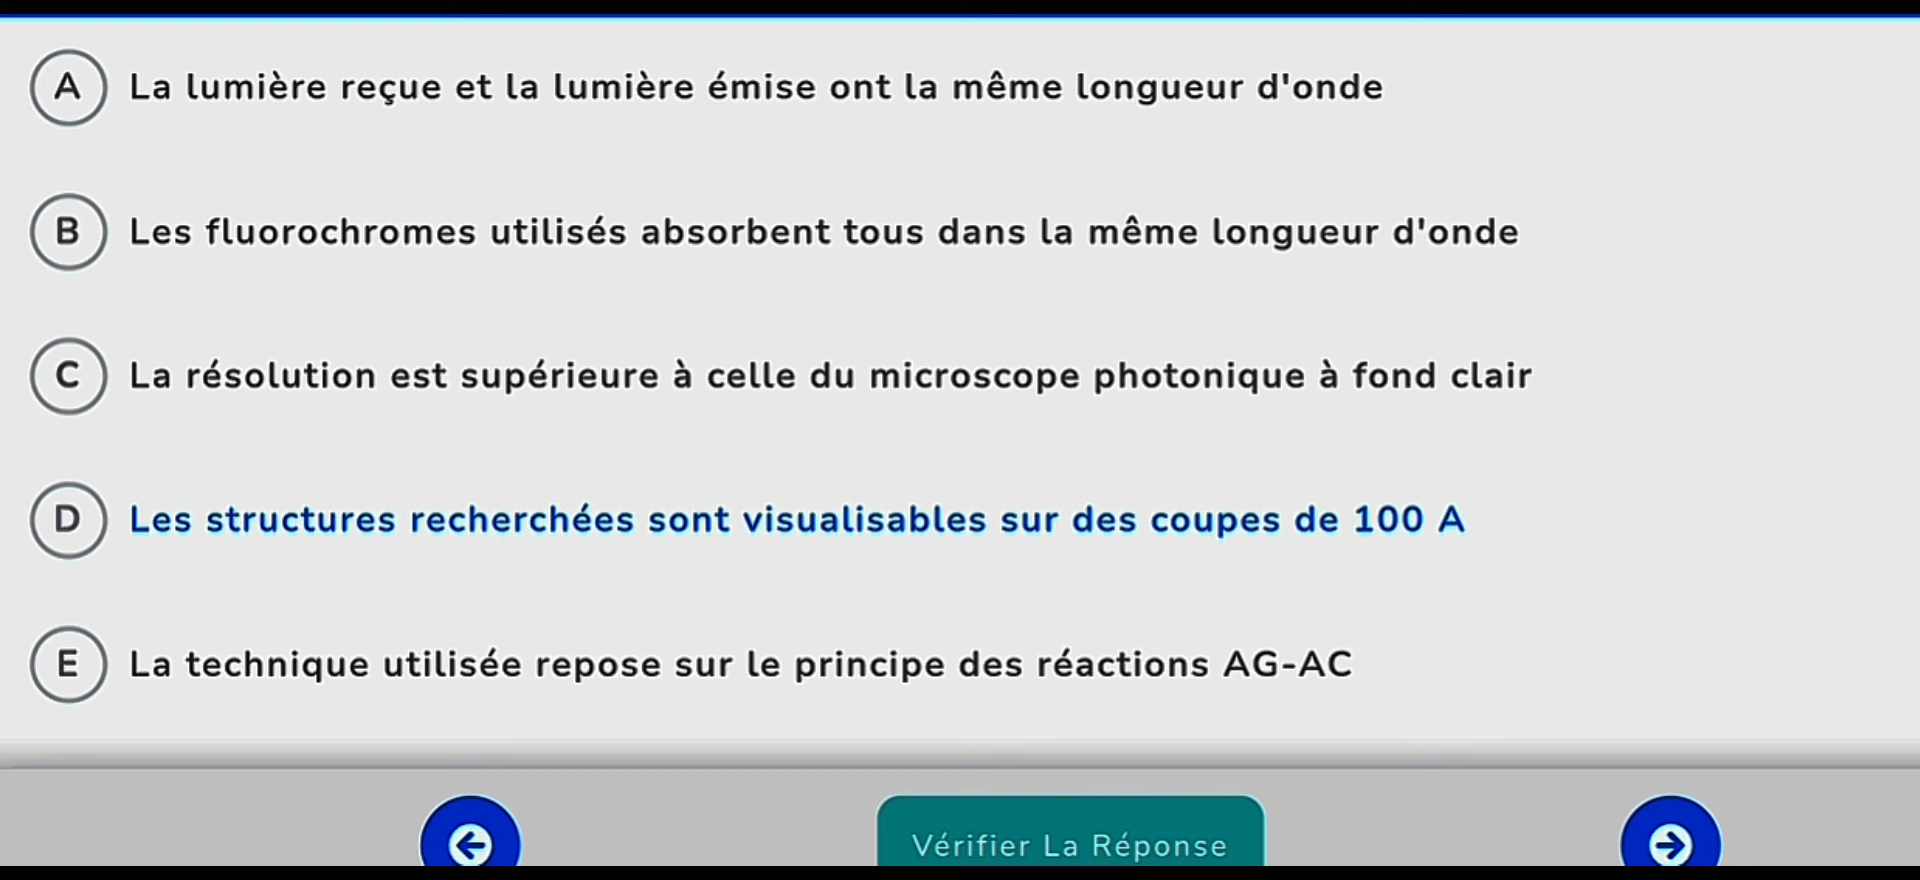 A La lumière reçue et la lumière émise ont la même longueur d'onde
B Les fluorochromes utilisés absorbent tous dans la même longueur d'onde
C La résolution est supérieure à celle du microscope photonique à fond clair
D Les structures recherchées sont visualisables sur des coupes de 100 A
E La technique utilisée repose sur le principe des réactions AG-AC
Vérifier La Réponse